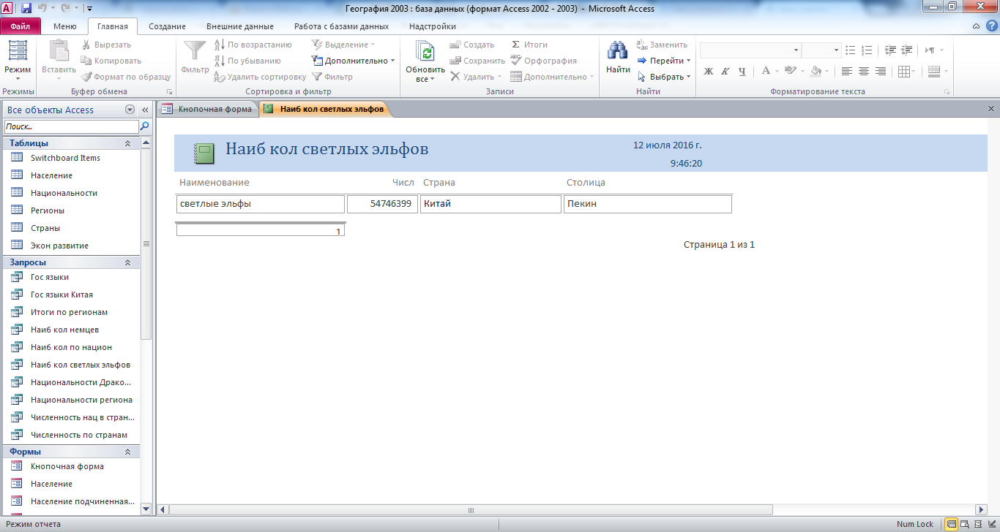 География 2003 : база данных (формат Access 2002 - 2003) - Microsoft Access
Файл Меню Главная Создание Внешние данные Работа с базами данных Надстройки
Режим
Режимы
Вставить
Вырезать
Копировать
Формат по образцу
Буфер обмена
Фильтр
По возрастанию
По убыванию
Удалить сортировку
Выделение
Дополнительно
Фильтр
Сортировка и фильтр
Обновить
все
Создать
Сохранить
Удалить
Итоги
Орфография
Дополнительно
Записи
Найти
Заменить
Перейти
Выбрать
Найти
Ж К Ч А
Форматирование текста
Все объекты Access
Поиск...
Таблицы
Switchboard Items
Население
Национальности
Регионы
Страны
Экон развитие
Запросы
Гос языки
Гос языки Китая
Итоги по регионам
Наиб кол немцев
Наиб кол по национ
Наиб кол светлых эльфов
Национальности Драко...
Национальности региона
Численность нац в стран...
Численность по странам
Формы
Кнопочная форма
Население
Население подчиненная...
Кнопочная форма Наиб кол светлых эльфов
Наиб кол светлых эльфов
12 июля 2016 г.
9:46:20
Наименование Числ Страна Столица
светлые эльфы 54746399 Китай Пекин
1
Страница 1 из 1
Режим отчета Num Lock